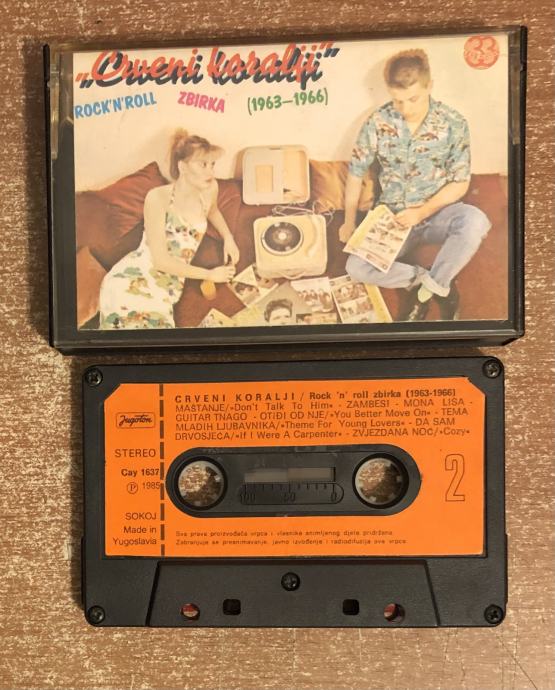 „Crveni koralji”
ROCK'N'ROLL ZBIRKA (1963—1966)
CRVENI KORALJI / Rock 'n' roll zbirka (1963-1966)
MAŠTANJE/»Don't Talk To Him« - ZAMBESI - MONA LISA -
GUITAR TNAGO - OTIĐI OD NJE/»You Better Move On« - TEMA
MLADIH LJUBAVNIKA/»Theme For Young Lovers« - DA SAM
DRVOSJEČA/»If I Were A Carpenter« - ZVJEZDANA NOĆ/»Cozy«
Jugoton
STEREO
Cay 1637
Ⓟ 1985
SOKOJ
Made in
Yugoslavia
100 50 0
2
Sva prava proizvođača vrpce i vlasnika snimljenog djela pridržana.
Zabranjuje se presnimavanje, javno izvođenje i radiodifuzija ove vrpce